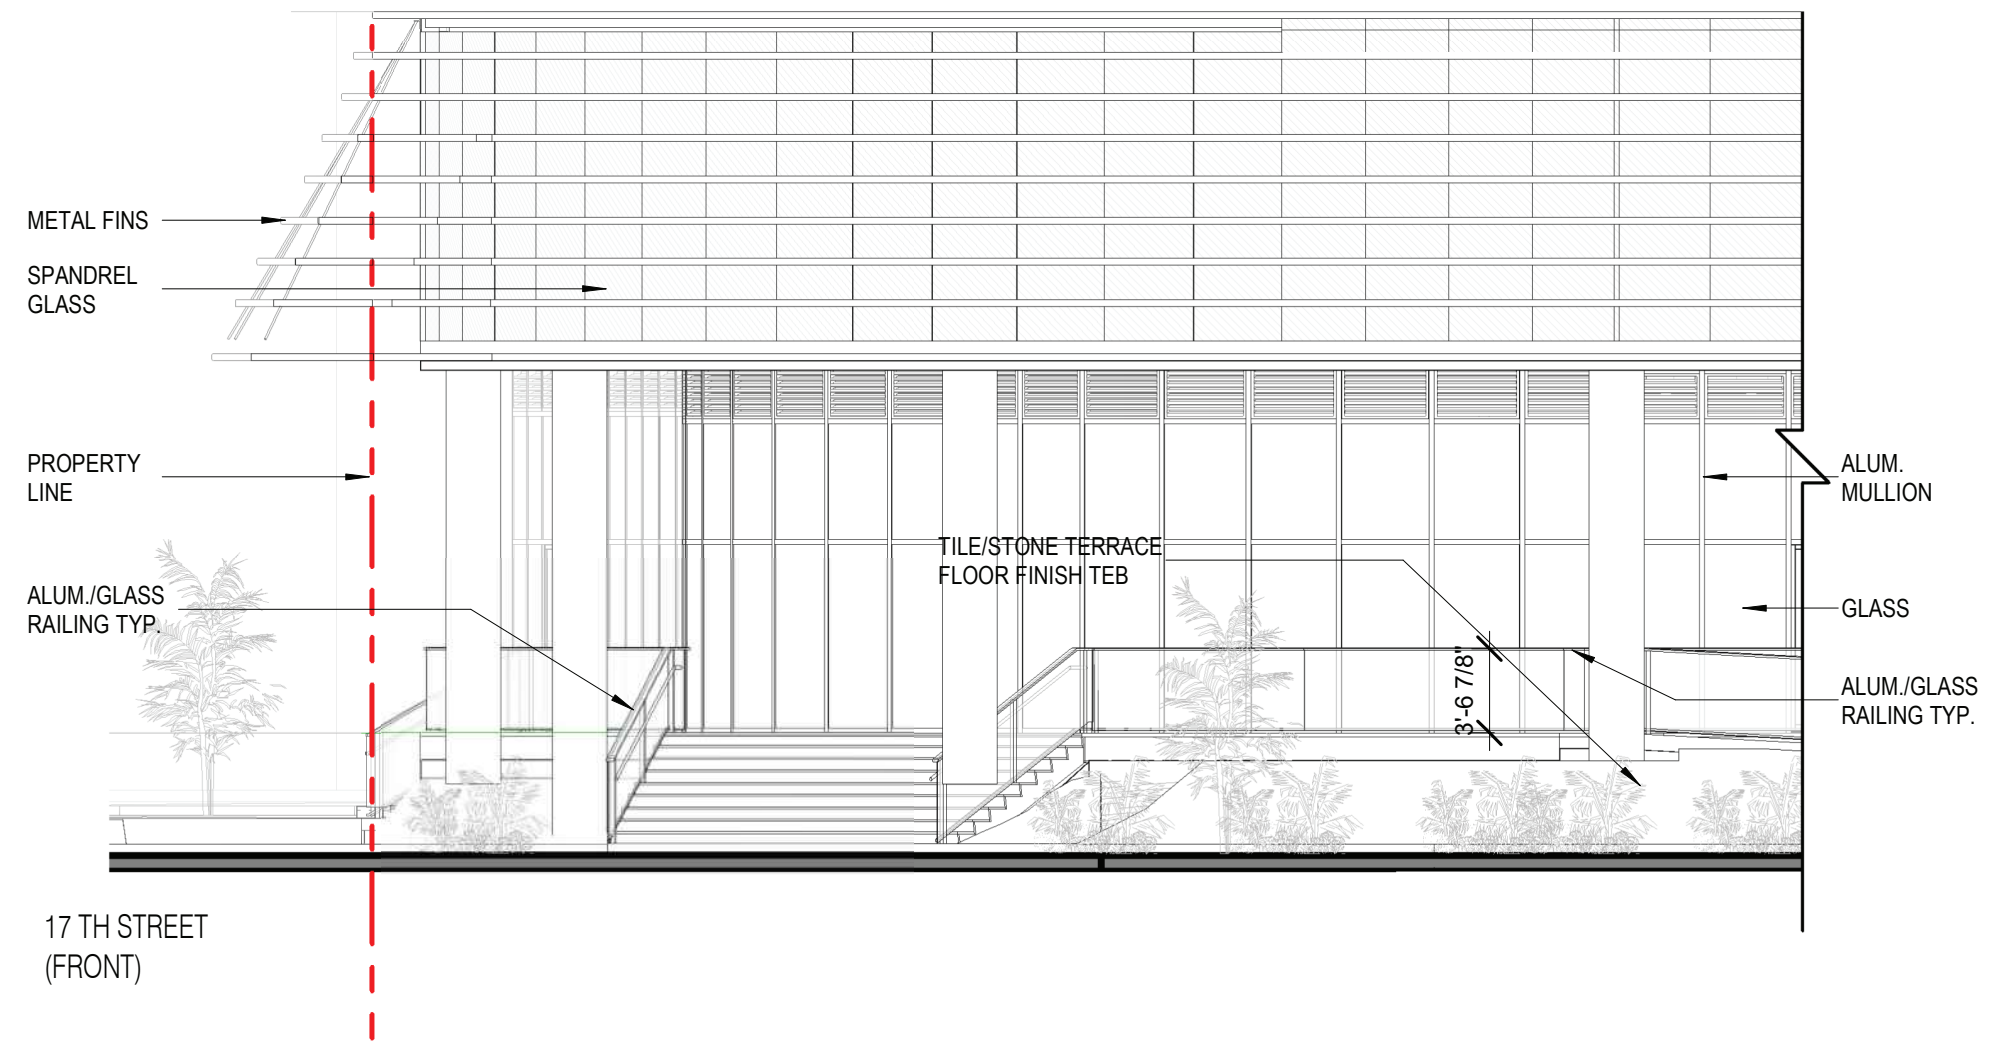 METAL FINS
SPANDREL
GLASS
PROPERTY
LINE
ALUM.
MULLION
TILE/STONE TERRACE
FLOOR FINISH TEB
ALUM./GLASS
RAILING TYP.
GLASS
3'-6 7/8"
ALUM./GLASS
RAILING TYP.
17 TH STREET
(FRONT)